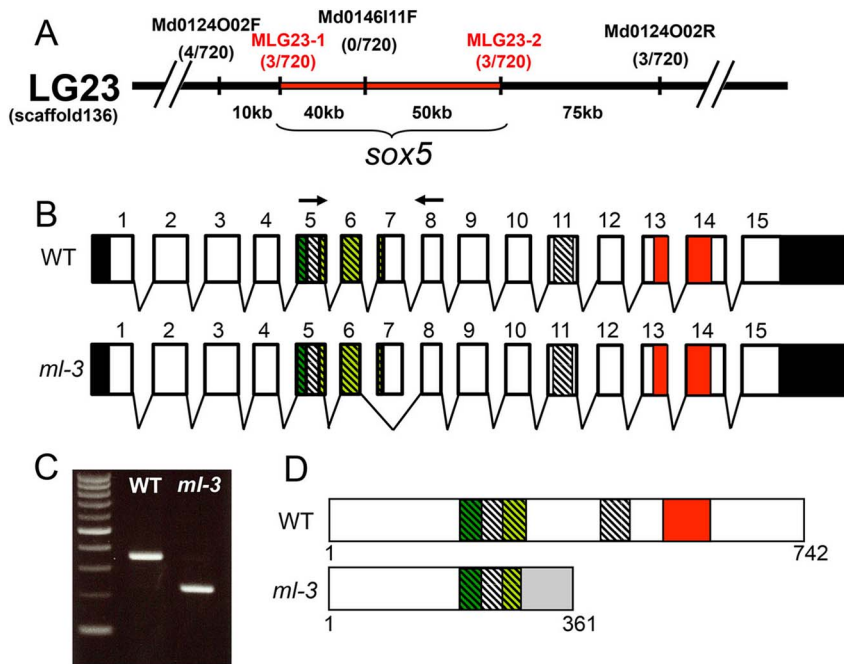 A
Md0124O02F
(4/720)
MLG23-1
(3/720)
Md0146I11F
(0/720)
MLG23-2
(3/720)
Md0124O02R
(3/720)
LG23
(scaffold136)
10kb
40kb
50kb
75kb
sox5
B
1 2 3 4 5 6 7 8 9 10 11 12 13 14 15
WT
1 2 3 4 5 6 7 8 9 10 11 12 13 14 15
ml-3
C
WT ml-3
D
WT
1 742
ml-3
1 361